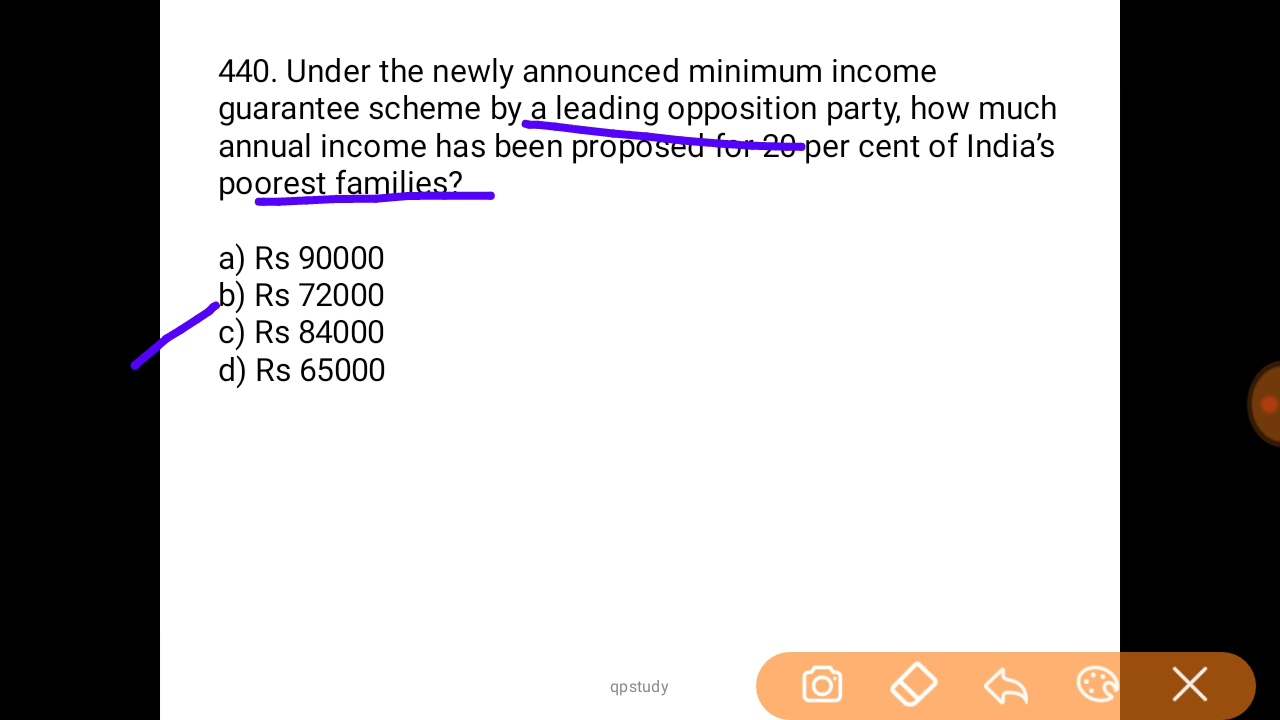 440. Under the newly announced minimum income
guarantee scheme by a leading opposition party, how much
annual income has been proposed for 20 per cent of India’s
poorest families?
a) Rs 90000
b) Rs 72000
c) Rs 84000
d) Rs 65000
qpstudy